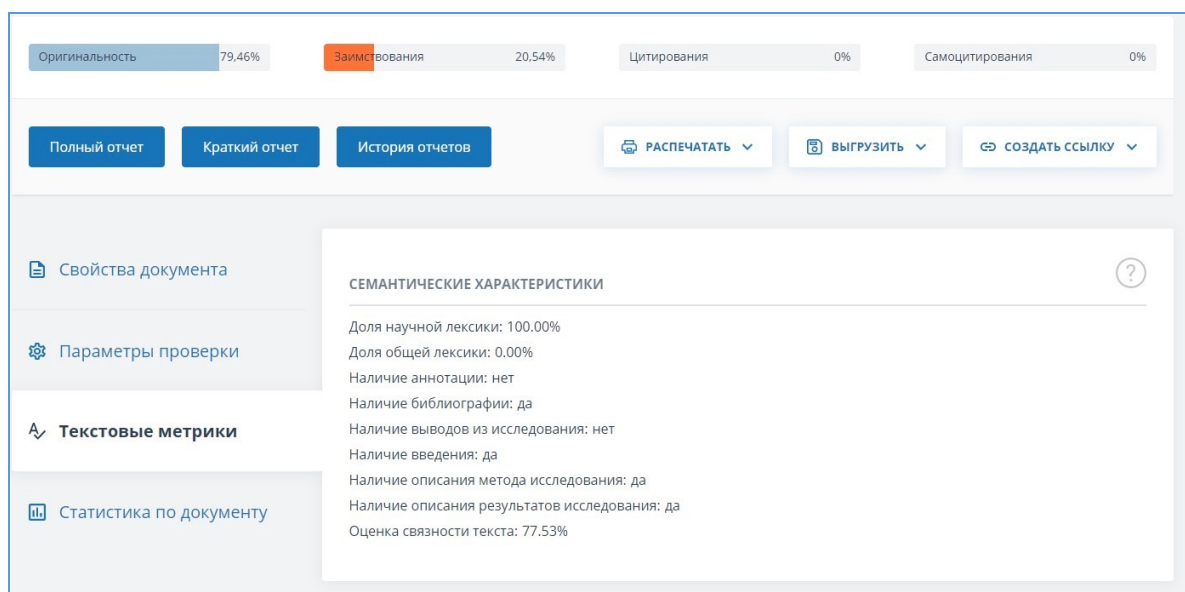 Оригинальность 79,46% Заимствования 20,54% Цитирования 0% Самоцитирования 0%
Полный отчет Краткий отчет История отчетов РАСПЕЧАТАТЬ ВЫГРУЗИТЬ СОЗДАТЬ ССЫЛКУ
Свойства документа
Параметры проверки
Текстовые метрики
Статистика по документу
СЕМАНТИЧЕСКИЕ ХАРАКТЕРИСТИКИ ?
Доля научной лексики: 100.00%
Доля общей лексики: 0.00%
Наличие аннотации: нет
Наличие библиографии: да
Наличие выводов из исследования: нет
Наличие введения: да
Наличие описания метода исследования: да
Наличие описания результатов исследования: да
Оценка связности текста: 77.53%